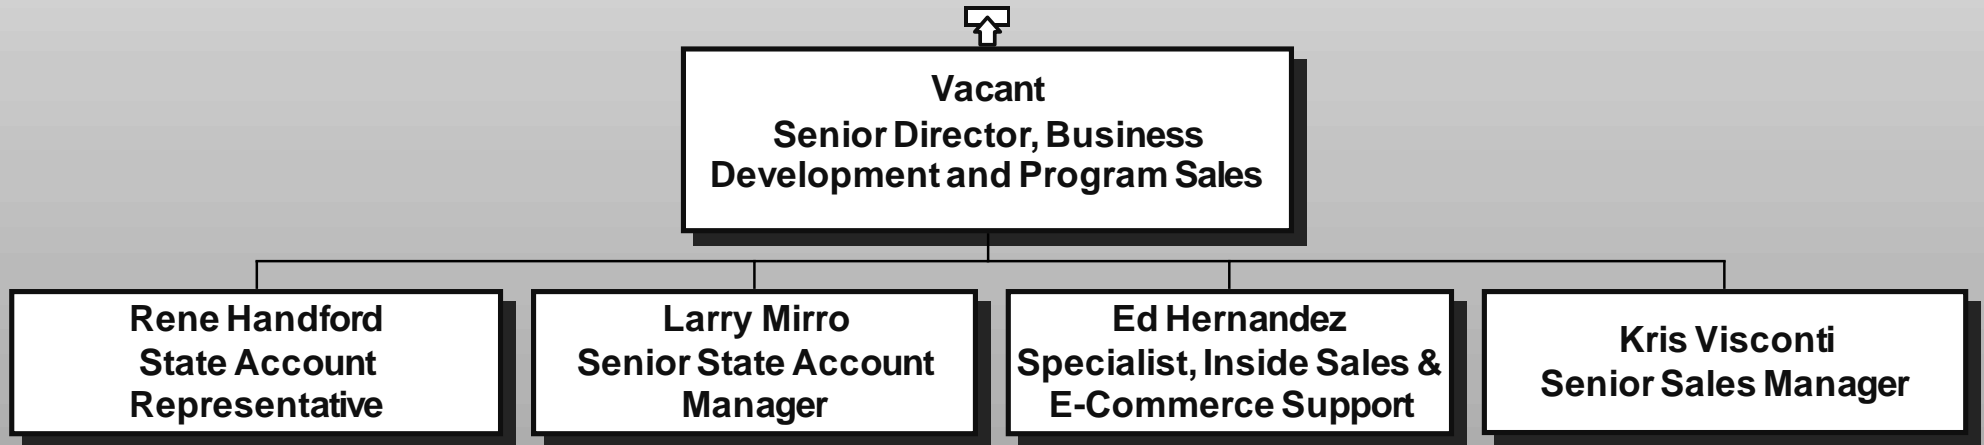 Vacant
Senior Director, Business
Development and Program Sales
Rene Handford
State Account
Representative
Larry Mirro
Senior State Account
Manager
Ed Hernandez
Specialist, Inside Sales &
E-Commerce Support
Kris Visconti
Senior Sales Manager